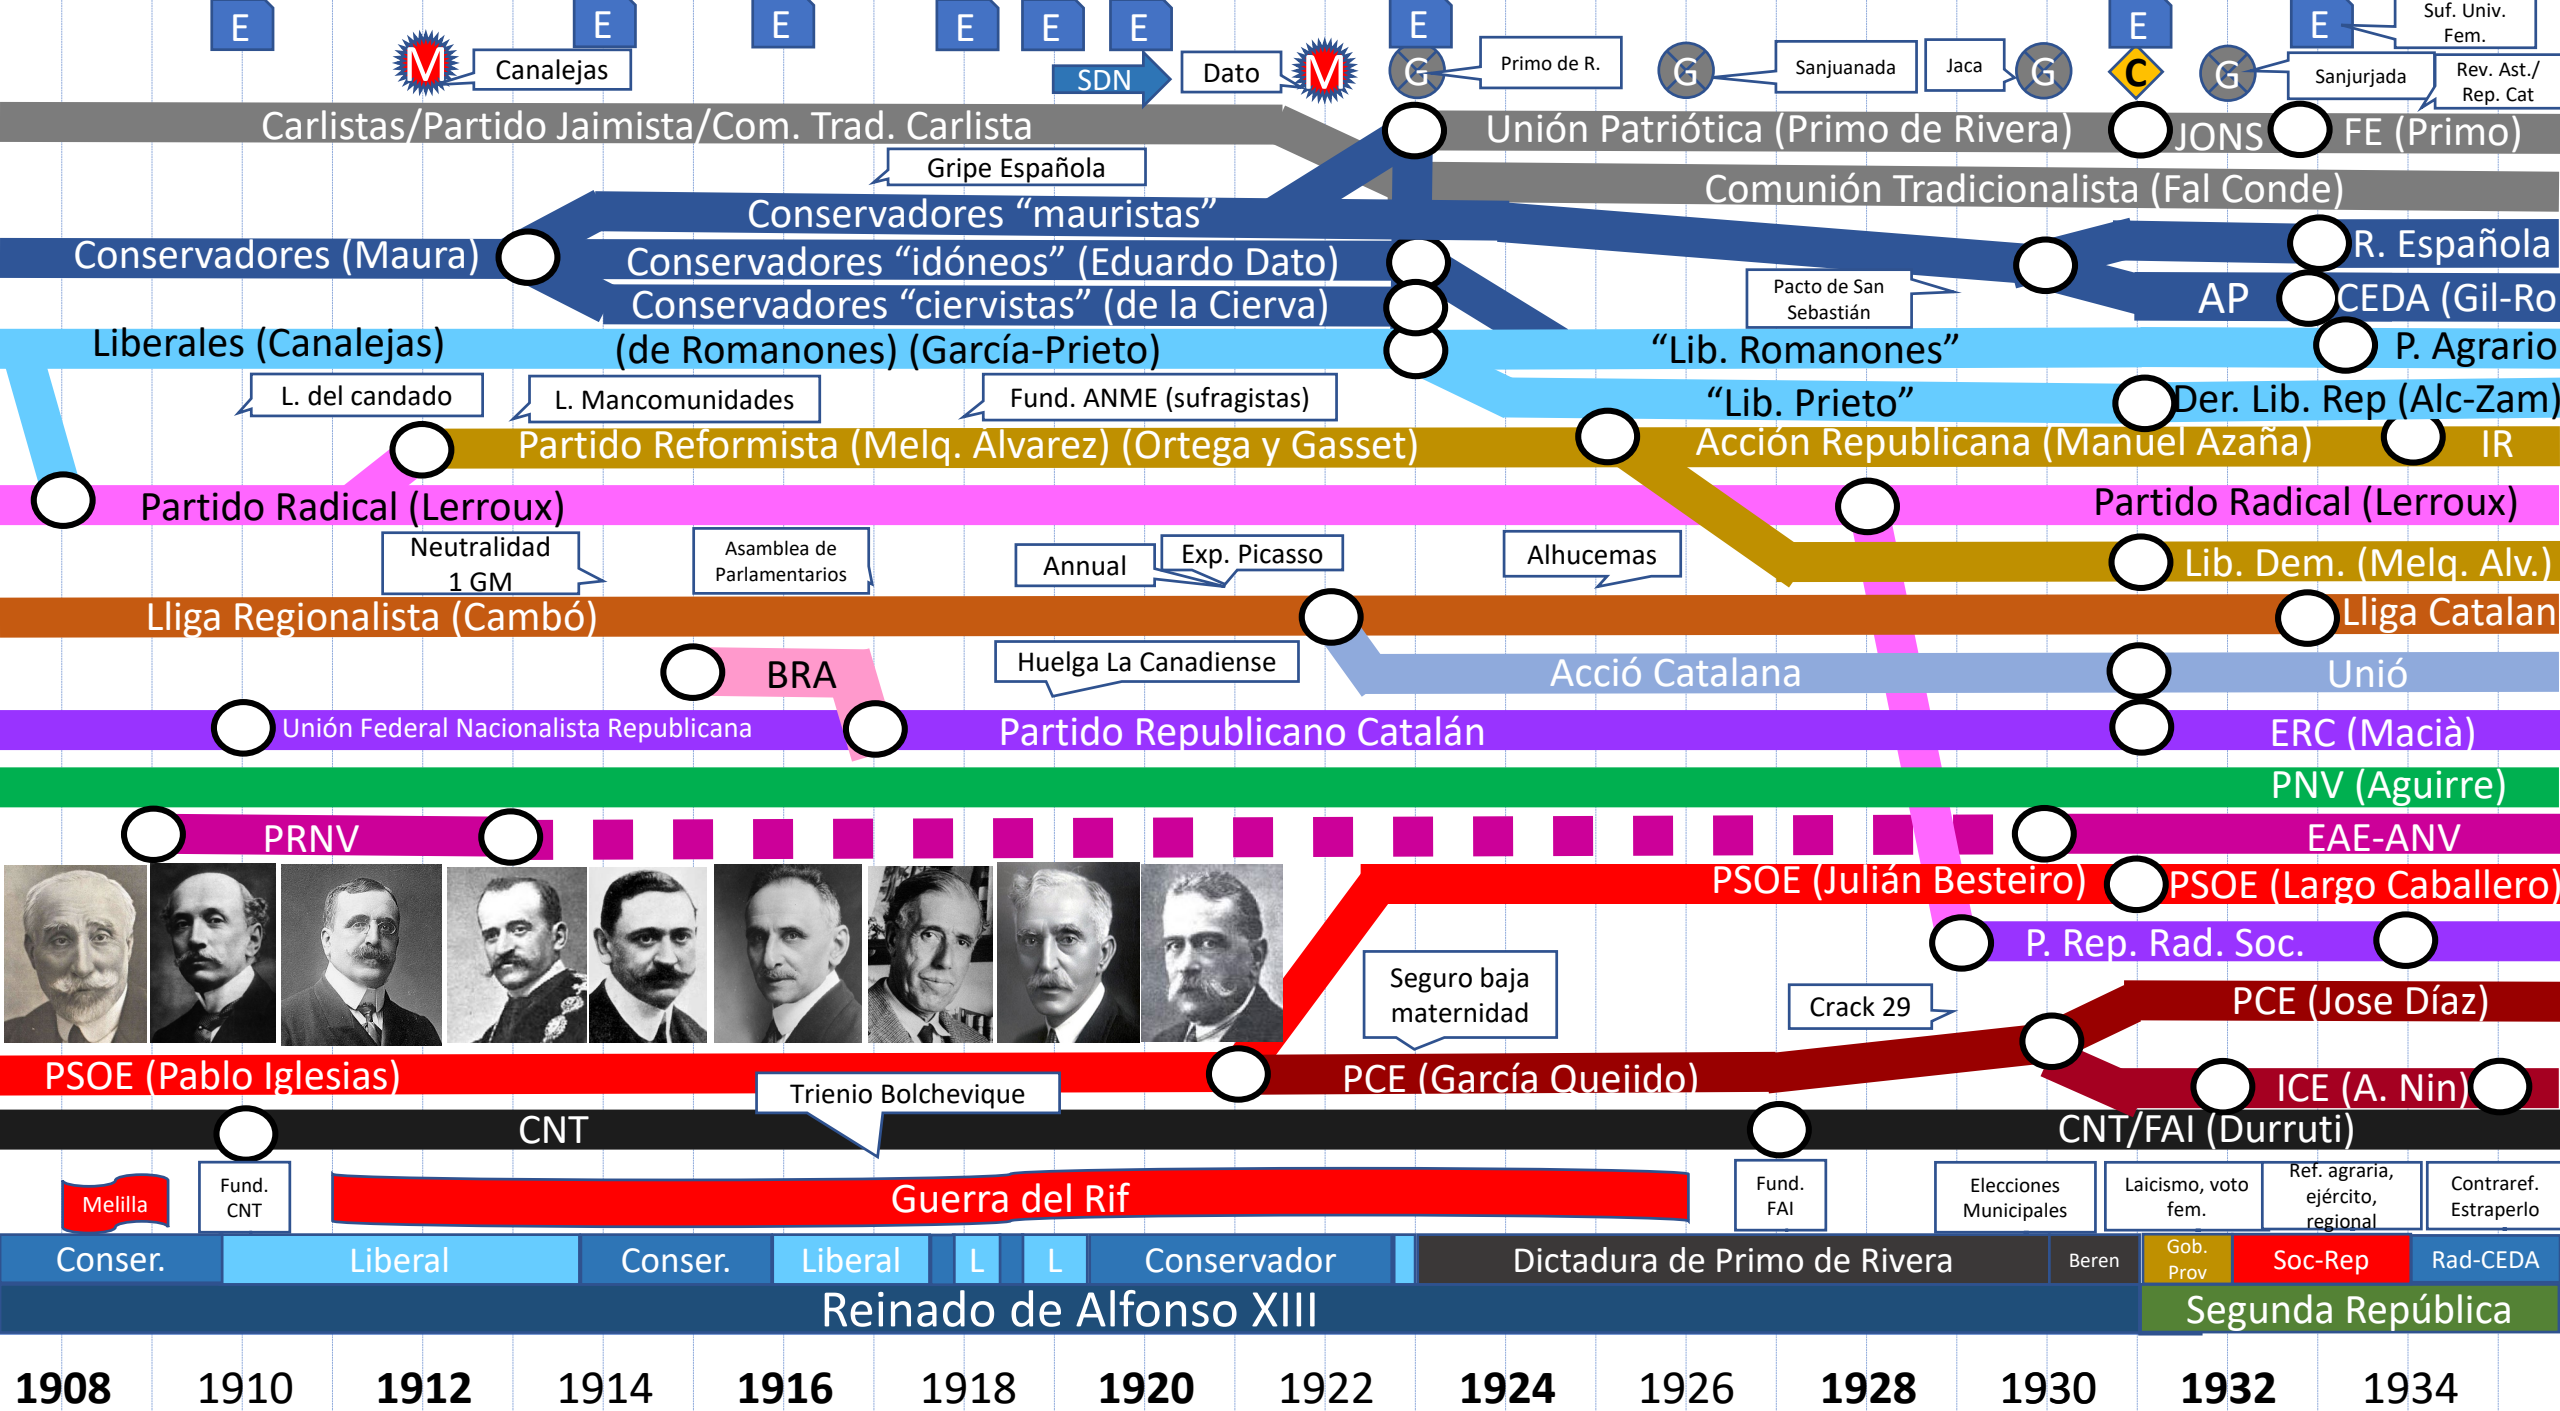 E
E
E
E
E
E
E
E
E
Suf. Univ.
Fem.
M
Canalejas
SDN
Dato
M
G
Primo de R.
G
Sanjuanada
Jaca
G
C
G
Sanjurjada
Rev. Ast./
Rep. Cat
Carlistas/Partido Jaimista/Com. Trad. Carlista
Unión Patriótica (Primo de Rivera)
JONS
FE (Primo)
Gripe Española
Comunión Tradicionalista (Fal Conde)
Conservadores “mauristas”
Conservadores (Maura)
Conservadores “idóneos” (Eduardo Dato)
R. Española
Conservadores “ciervistas” (de la Cierva)
Pacto de San
Sebastián
AP
CEDA (Gil-Ro
Liberales (Canalejas)
(de Romanones) (García-Prieto)
“Lib. Romanones”
P. Agrario
L. del candado
L. Mancomunidades
Fund. ANME (sufragistas)
“Lib. Prieto”
Der. Lib. Rep (Alc-Zam)
Partido Reformista (Melq. Álvarez) (Ortega y Gasset)
Acción Republicana (Manuel Azaña)
IR
Partido Radical (Lerroux)
Partido Radical (Lerroux)
Neutralidad
1 GM
Asamblea de
Parlamentarios
Annual
Exp. Picasso
Alhucemas
Lib. Dem. (Melq. Alv.)
Lliga Regionalista (Cambó)
Lliga Catalan
BRA
Huelga La Canadiense
Acció Catalana
Unió
Unión Federal Nacionalista Republicana
Partido Republicano Catalán
ERC (Macià)
PNV (Aguirre)
PRNV
EAE-ANV
PSOE (Julián Besteiro)
PSOE (Largo Caballero)
P. Rep. Rad. Soc.
Seguro baja
maternidad
Crack 29
PCE (Jose Díaz)
PSOE (Pablo Iglesias)
PCE (García Quejido)
ICE (A. Nin)
Trienio Bolchevique
CNT
CNT/FAI (Durruti)
Melilla
Fund.
CNT
Guerra del Rif
Fund.
FAI
Elecciones
Municipales
Laicismo, voto
fem.
Ref. agraria,
ejército,
regional
Contraref.
Estraperlo
Conser.
Liberal
Conser.
Liberal
L
L
Conservador
Dictadura de Primo de Rivera
Beren
Gob.
Prov
Soc-Rep
Rad-CEDA
Reinado de Alfonso XIII
Segunda República
1908
1910
1912
1914
1916
1918
1920
1922
1924
1926
1928
1930
1932
1934